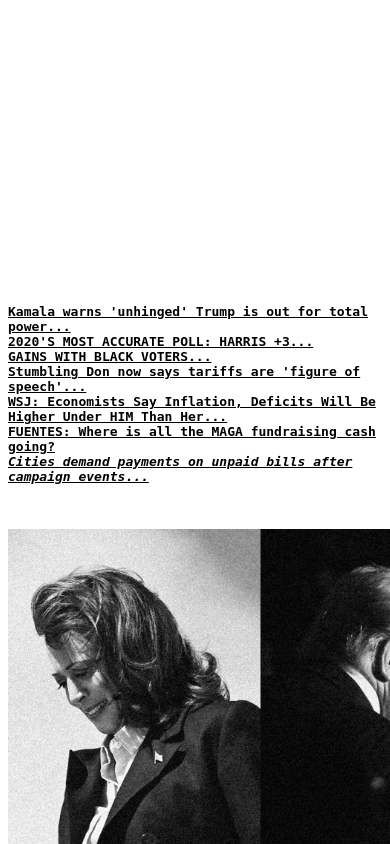 Kamala warns 'unhinged' Trump is out for total
power...
2020'S MOST ACCURATE POLL: HARRIS +3...
GAINS WITH BLACK VOTERS...
Stumbling Don now says tariffs are 'figure of
speech'...
WSJ: Economists Say Inflation, Deficits Will Be
Higher Under HIM Than Her...
FUENTES: Where is all the MAGA fundraising cash
going?
Cities demand payments on unpaid bills after
campaign events...